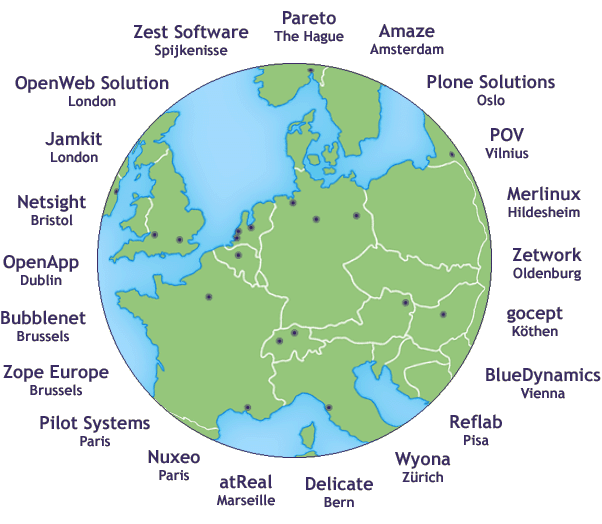 Pareto
The Hague
Zest Software
Spijkenisse
Amaze
Amsterdam
OpenWeb Solution
London
Plone Solutions
Oslo
Jamkit
London
POV
Vilnius
Netsight
Bristol
Merlinux
Hildesheim
OpenApp
Dublin
Zetwork
Oldenburg
Bubblenet
Brussels
gocept
Köthen
Zope Europe
Brussels
BlueDynamics
Vienna
Pilot Systems
Paris
Reflab
Pisa
Nuxeo
Paris
Wyona
Zürich
atReal
Marseille
Delicate
Bern